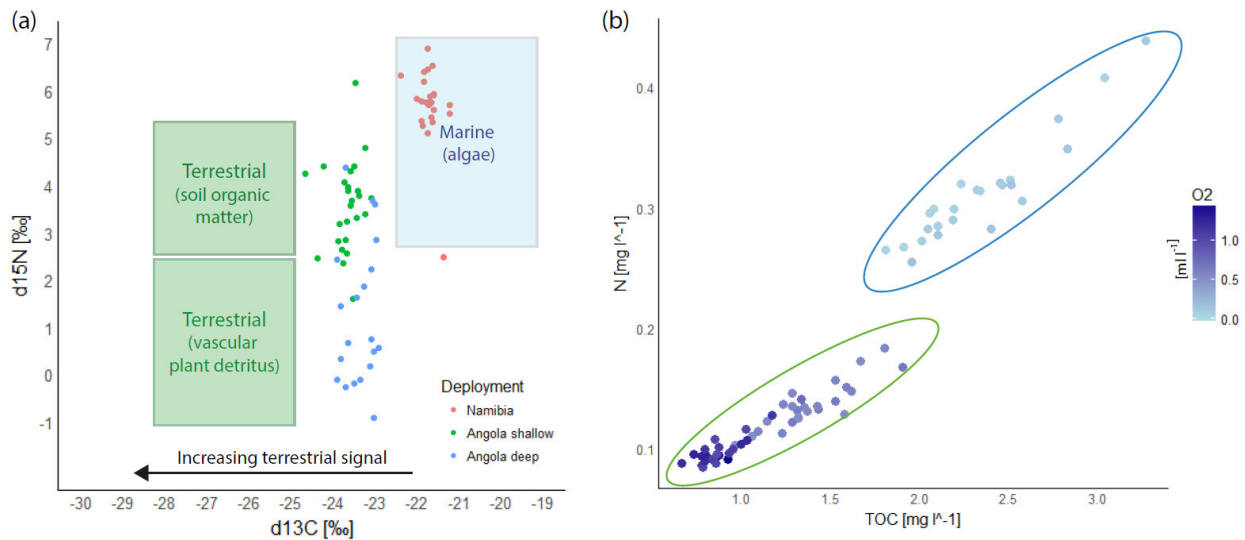 (a)
d15N [‰]
7
6
5
4
3
2
1
0
-1
Terrestrial
(soil organic
matter)
Terrestrial
(vascular
plant detritus)
Marine
(algae)
Deployment
Namibia
Angola shallow
Angola deep
Increasing terrestrial signal
-30 -29 -28 -27 -26 -25 -24 -23 -22 -21 -20 -19 -18
d13C [‰]
(b)
N [mg l^-1]
0.4
0.3
0.2
0.1
1.0 1.5 2.0 2.5 3.0
TOC [mg l^-1]
O2
[ml l⁻¹]
1.0
0.5
0.0